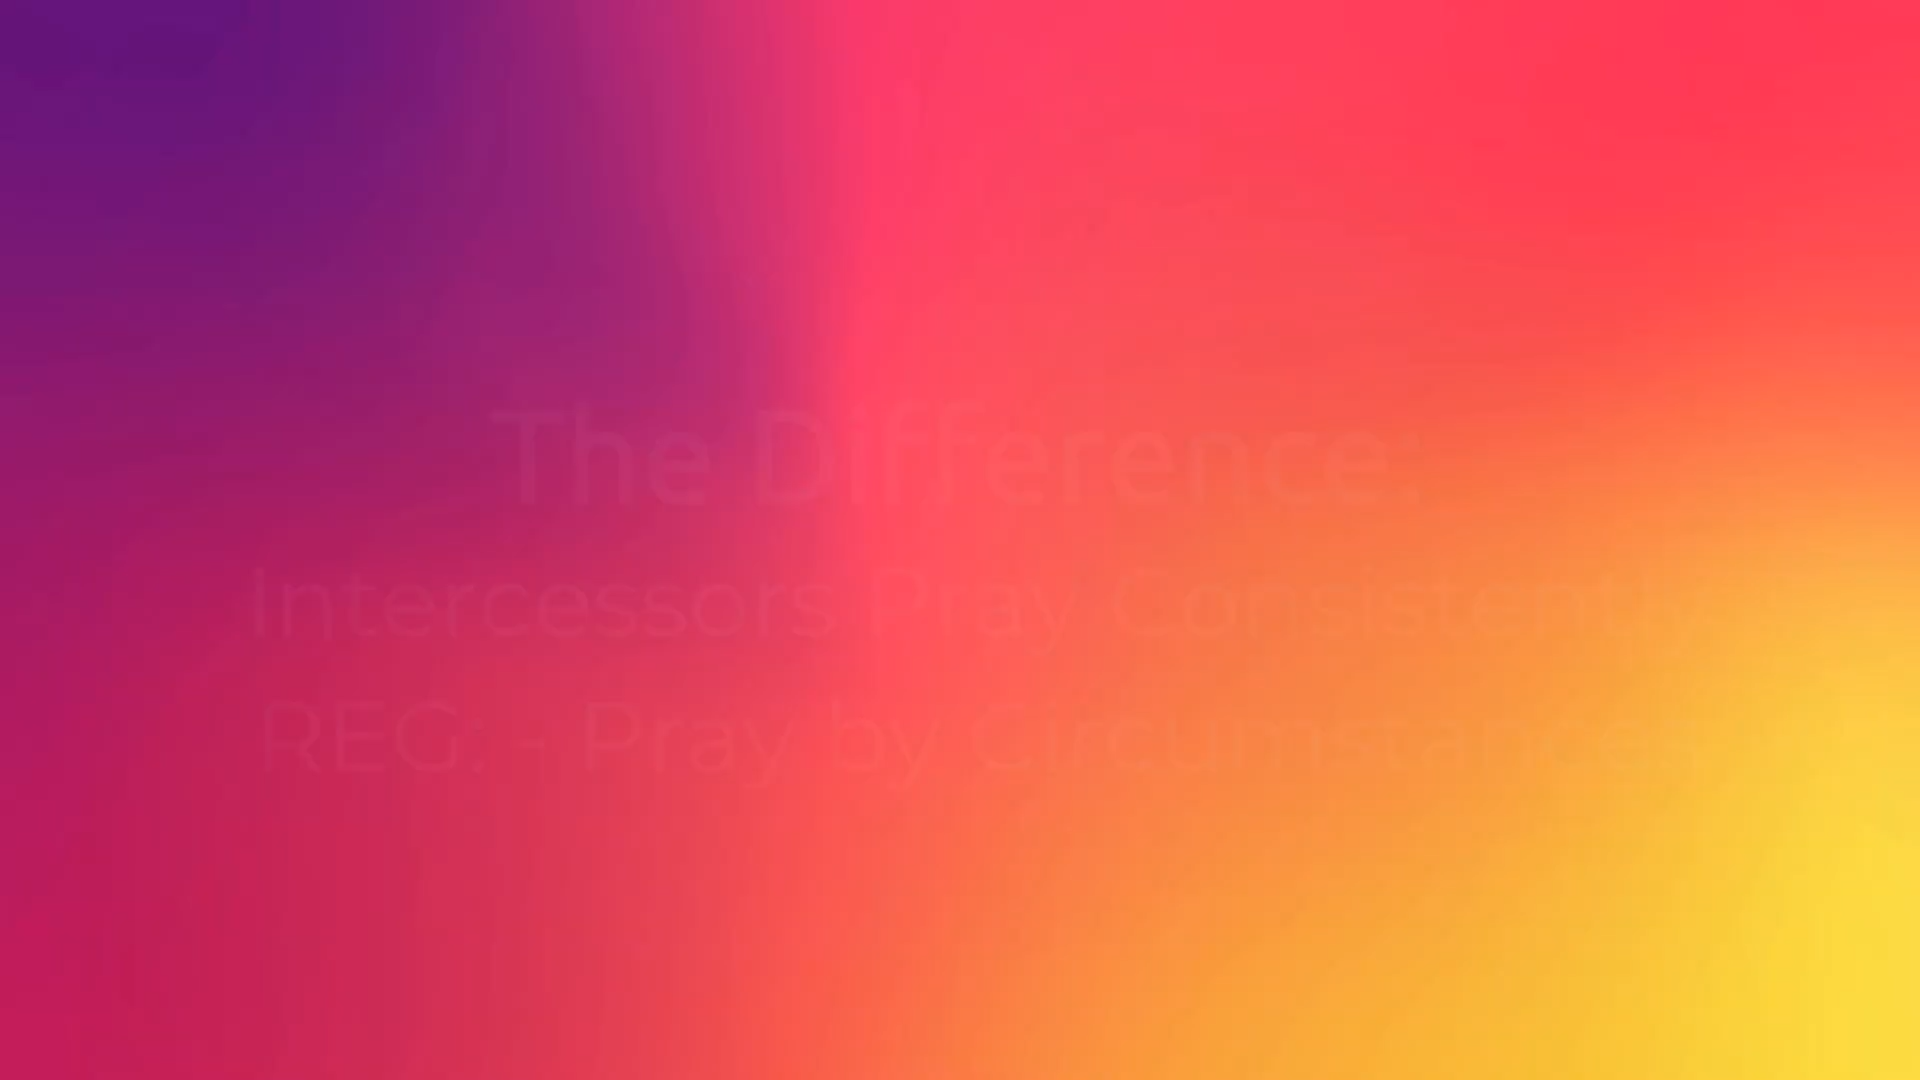 The Difference:
Intercessors Pray Consistently
REG: - Pray by Circumstances